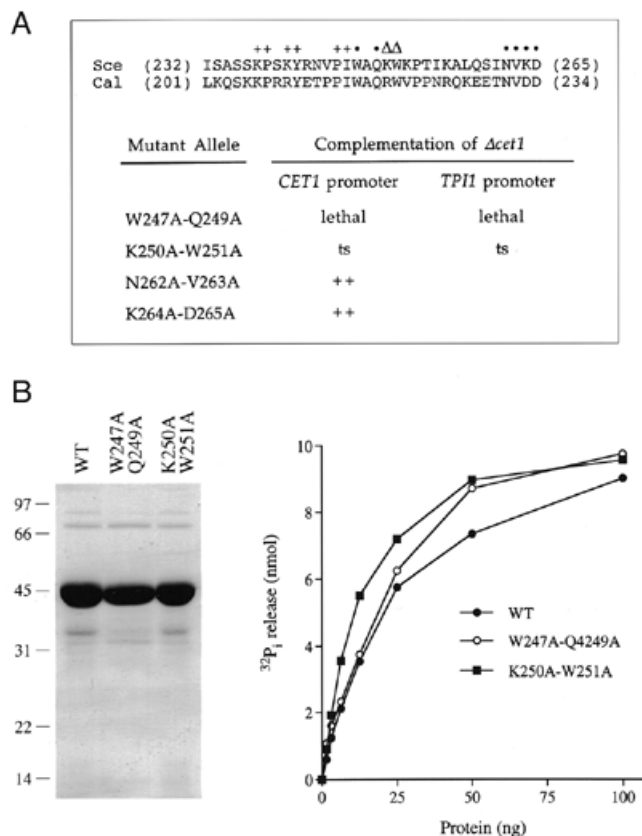 A
++ ++ ++• •ΔΔ ••••
Sce (232) ISASSKPSKYRNVPIWAQKWKPTIKALQSINVKD (265)
Cal (201) LKQSKKPRRYETPPIWAQRWVPPNRQKEETNVDD (234)
Mutant Allele Complementation of Δcet1
CET1 promoter TPI1 promoter
W247A-Q249A lethal lethal
K250A-W251A ts ts
N262A-V263A ++
K264A-D265A ++
B
WT
W247A
Q249A
K250A
W251A
97
66
45
31
22
14
10
8
6
4
2
0
32Pi release (nmol)
WT
W247A-Q4249A
K250A-W251A
0 25 50 75 100
Protein (ng)